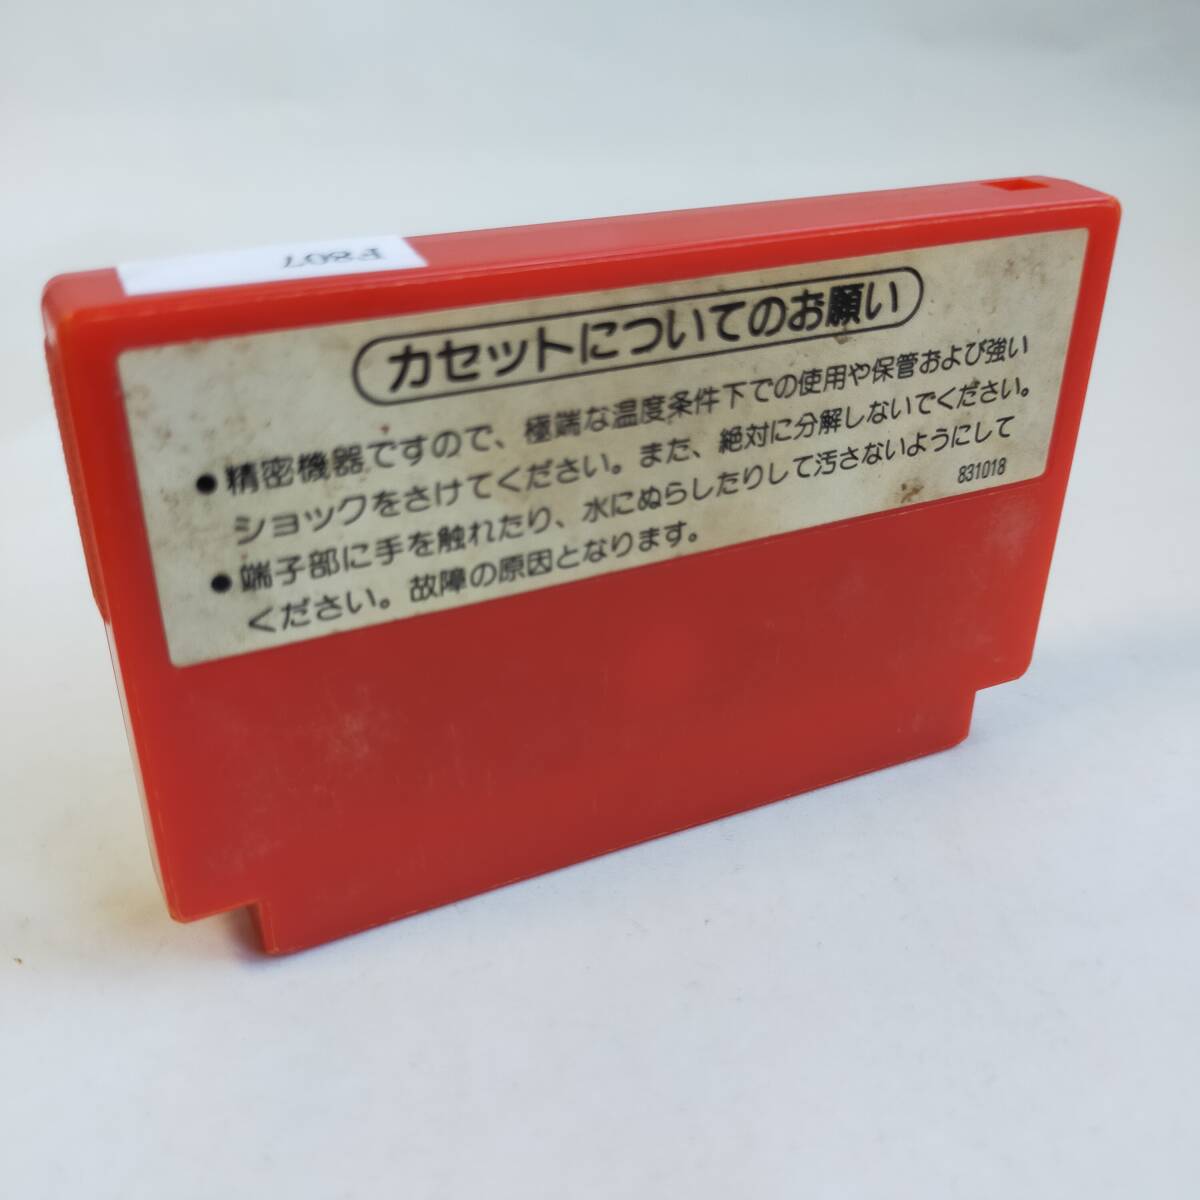 F807
カセットについてのお願い
●精密機器ですので、極端な温度条件下での使用や保管および強い
ショックをさけてください。また、絶対に分解しないでください。
●端子部に手を触れたり、水にぬらしたりして汚さないようにして
ください。故障の原因となります。
831018